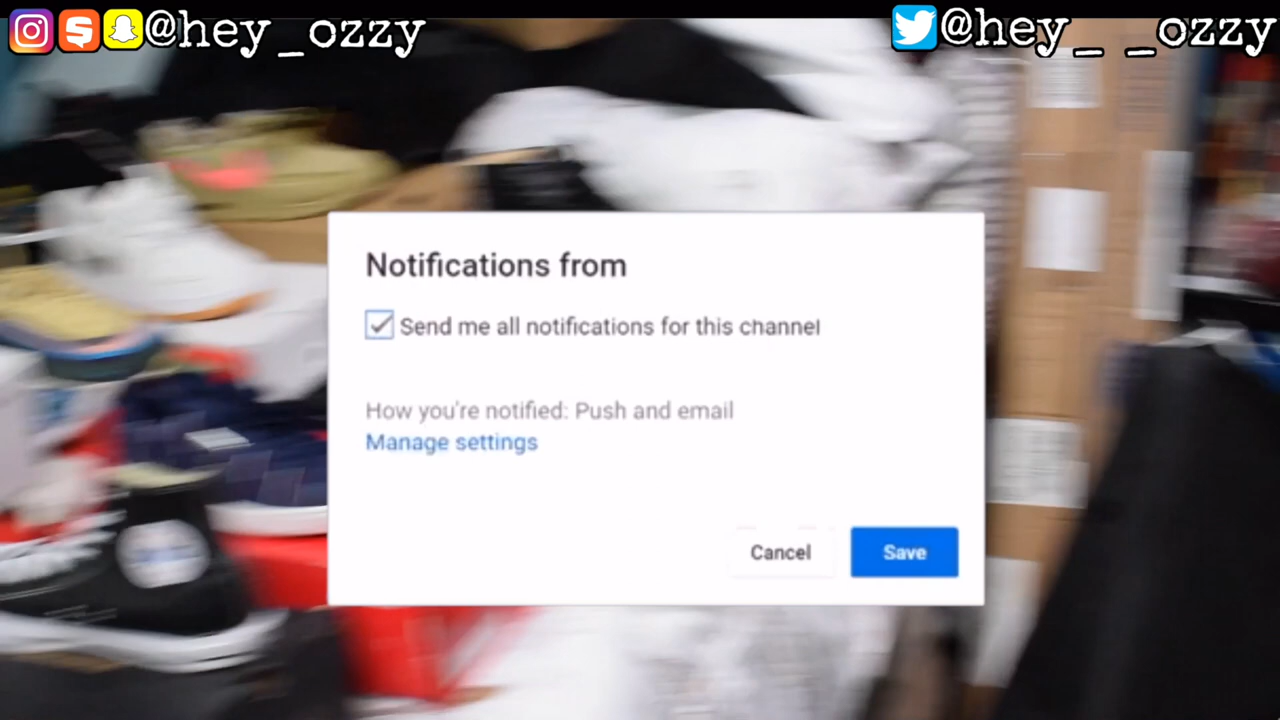 @hey_ozzy
@hey_ _ozzy
Notifications from
Send me all notifications for this channel
How you're notified: Push and email
Manage settings
Cancel
Save